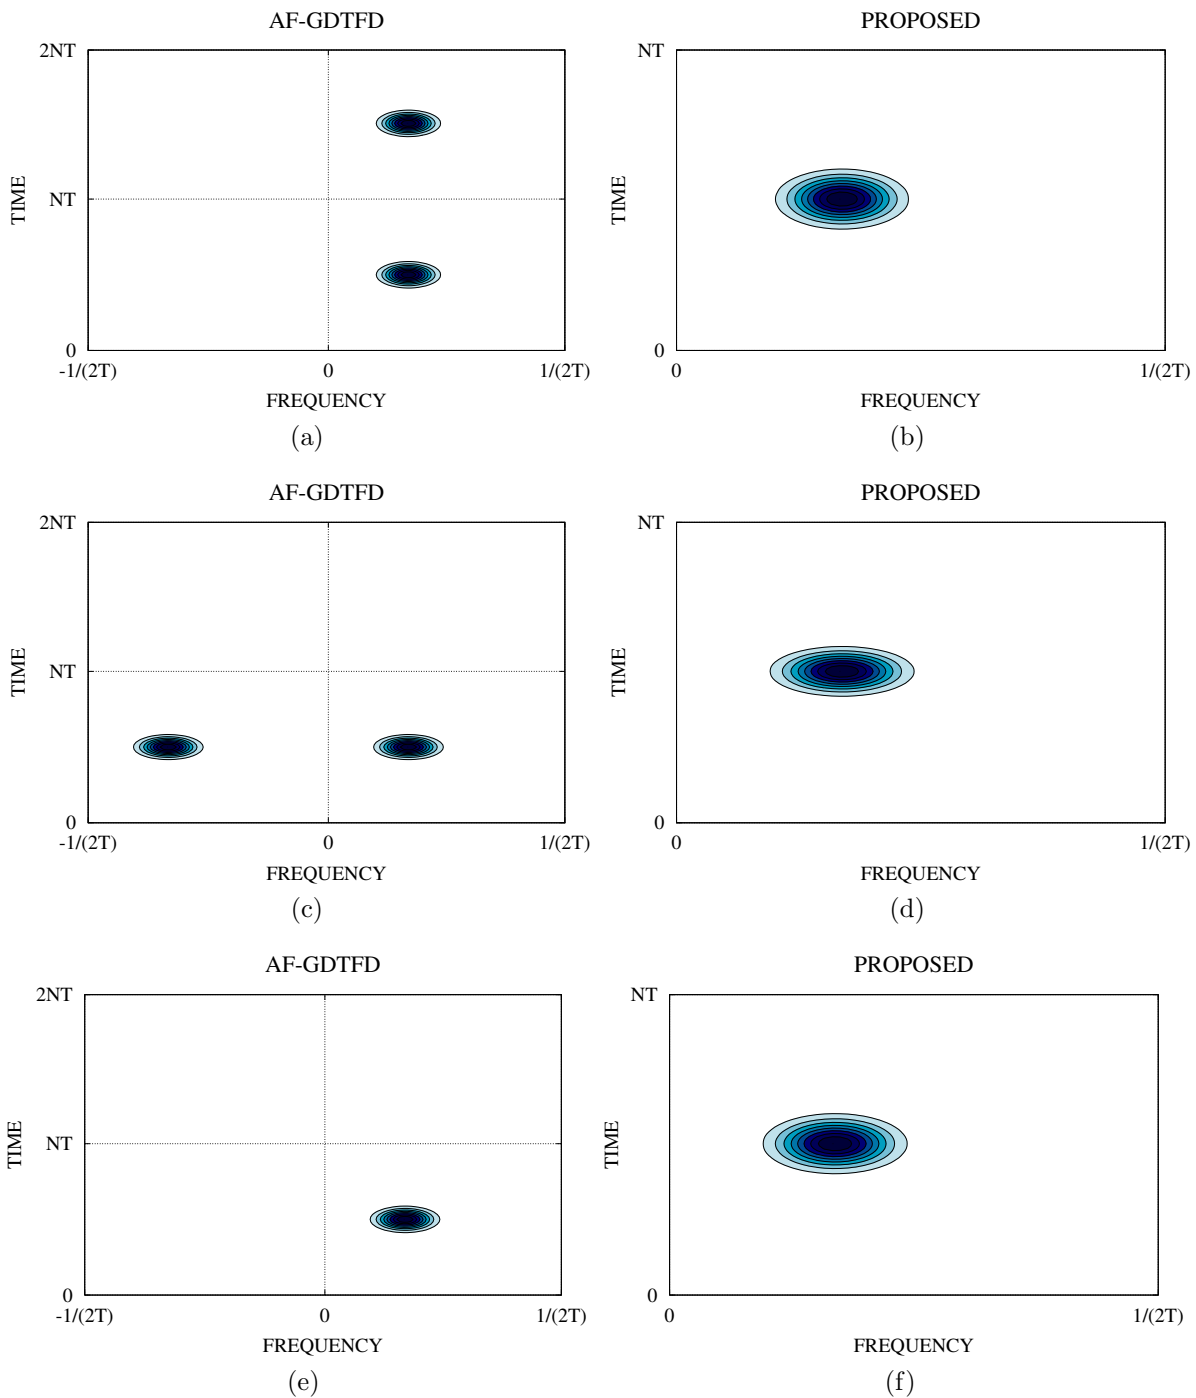 AF-GDTFD
PROPOSED
2NT
NT
0
TIME
-1/(2T)
0
1/(2T)
FREQUENCY
(a)
NT
0
TIME
0
1/(2T)
FREQUENCY
(b)
AF-GDTFD
PROPOSED
2NT
NT
0
TIME
-1/(2T)
0
1/(2T)
FREQUENCY
(c)
NT
0
TIME
0
1/(2T)
FREQUENCY
(d)
AF-GDTFD
PROPOSED
2NT
NT
0
TIME
-1/(2T)
0
1/(2T)
FREQUENCY
(e)
NT
0
TIME
0
1/(2T)
FREQUENCY
(f)